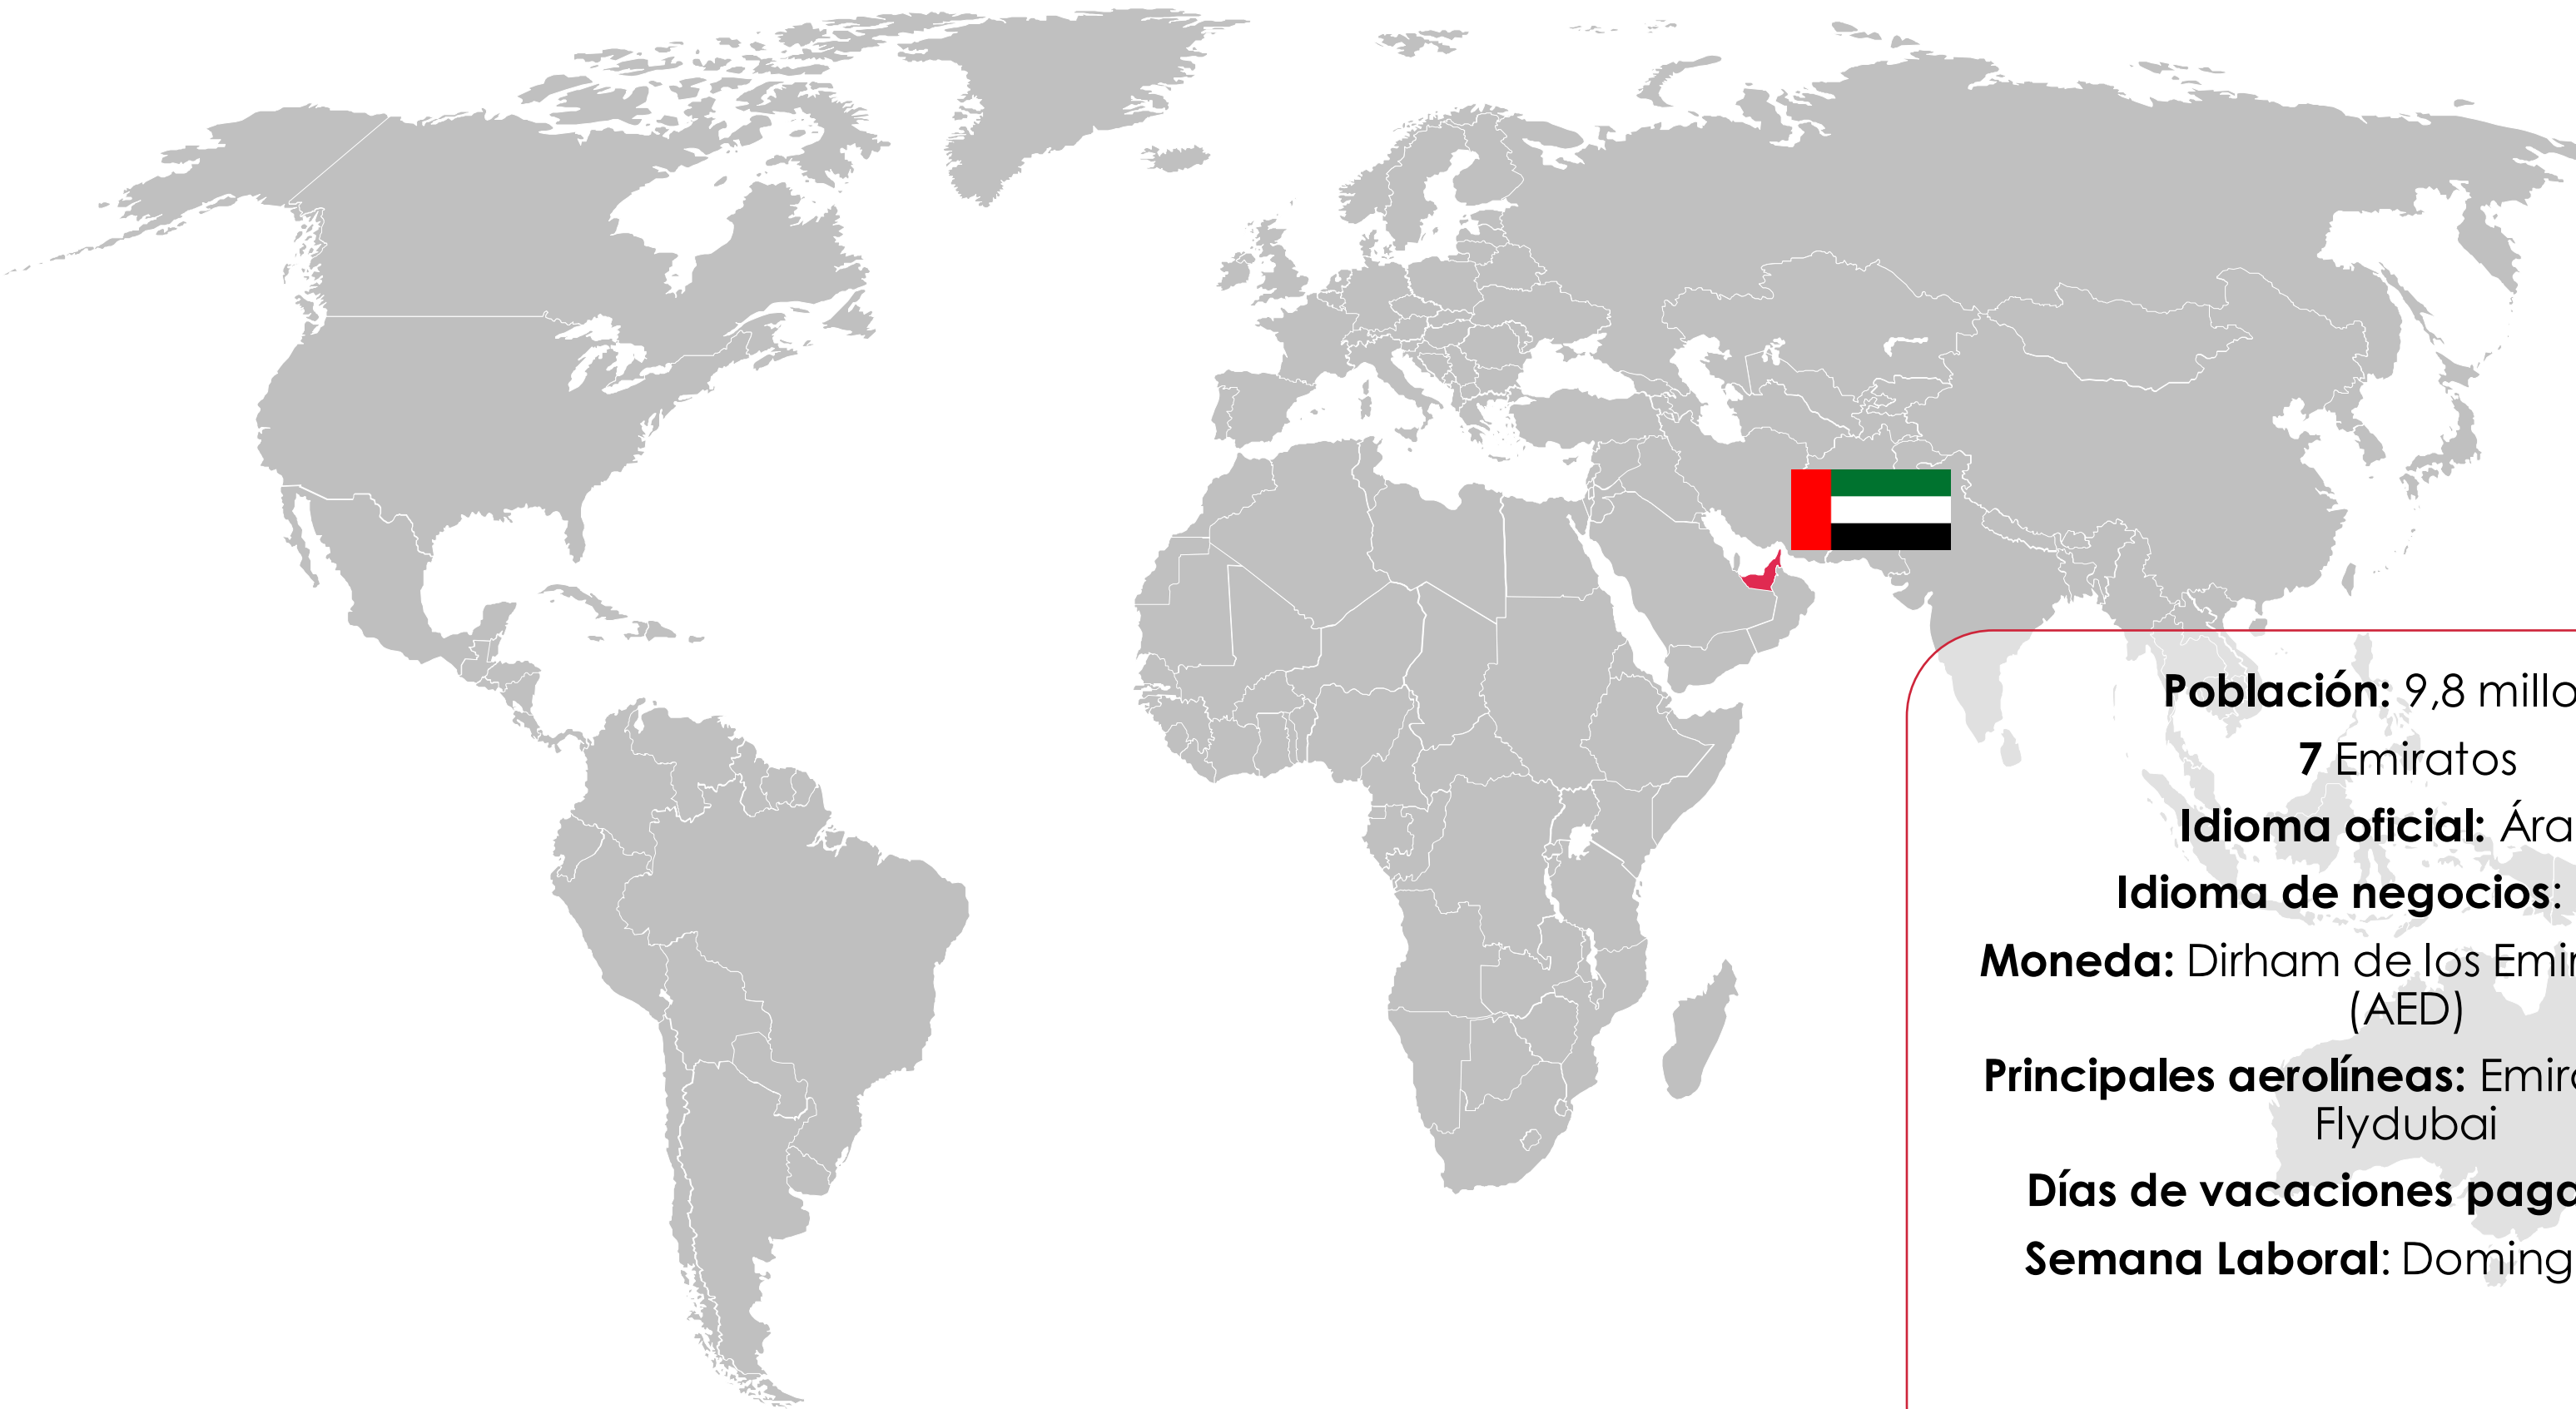 Población: 9,8 millo
7 Emiratos
Idioma oficial: Ára
Idioma de negocios:
Moneda: Dirham de los Emir
(AED)
Principales aerolíneas: Emira
Flydubai
Días de vacaciones paga
Semana Laboral: Doming